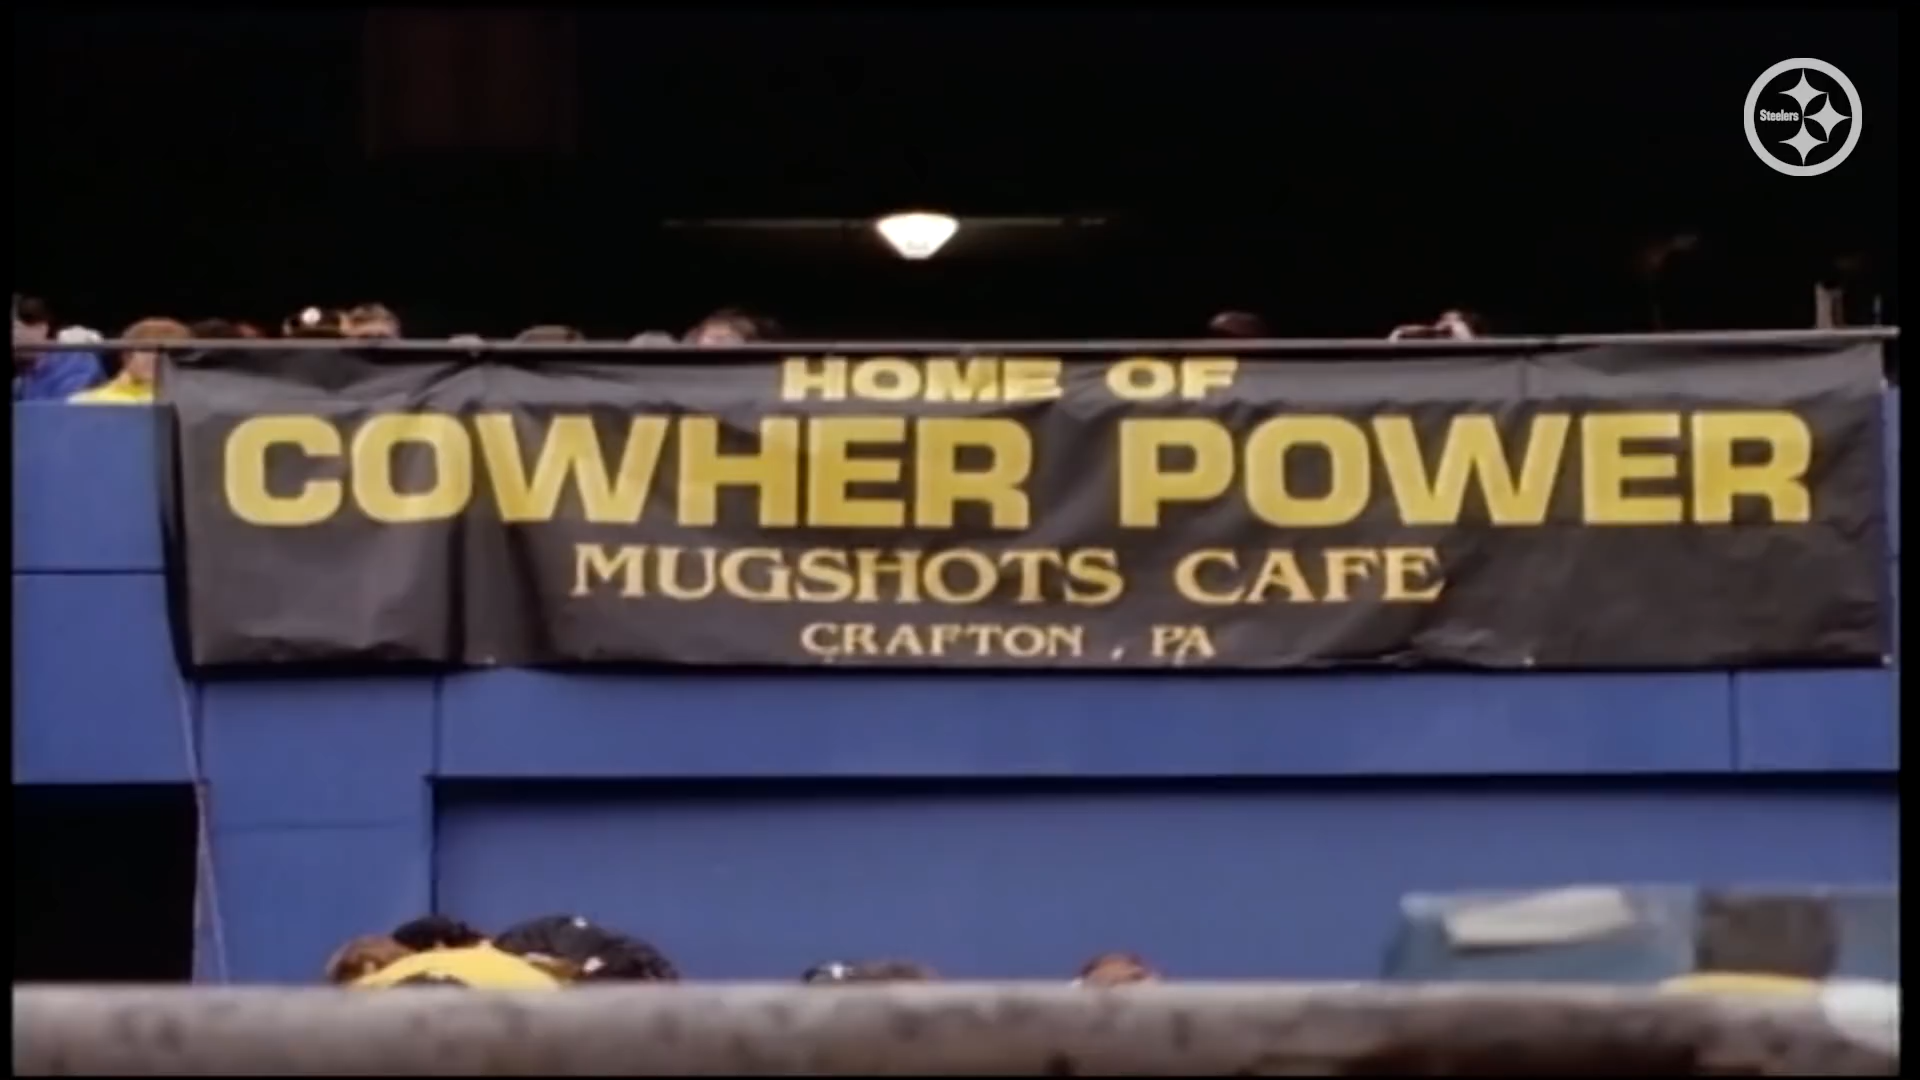 Steelers
HOME OF
COWHER POWER
MUGSHOTS CAFE
CRAFTON , PA